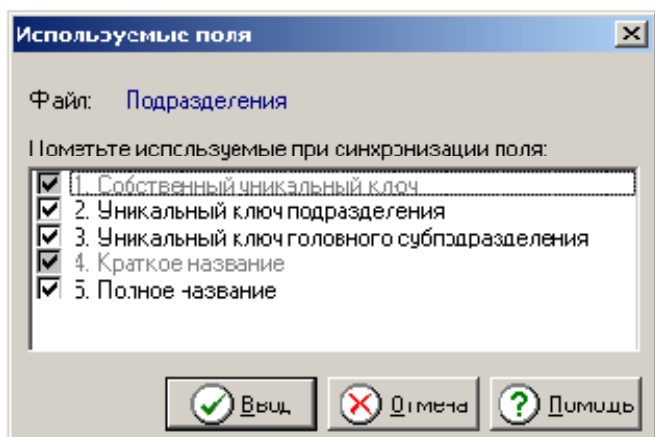 Используемые поля
Файл: Подразделения
Пометьте используемые при синхронизации поля:
1. Собственный уникальный ключ
2. Уникальный ключ подразделения
3. Уникальный ключ головного субподразделения
4. Краткое название
5. Полное название
Ввод Отмена Помощь